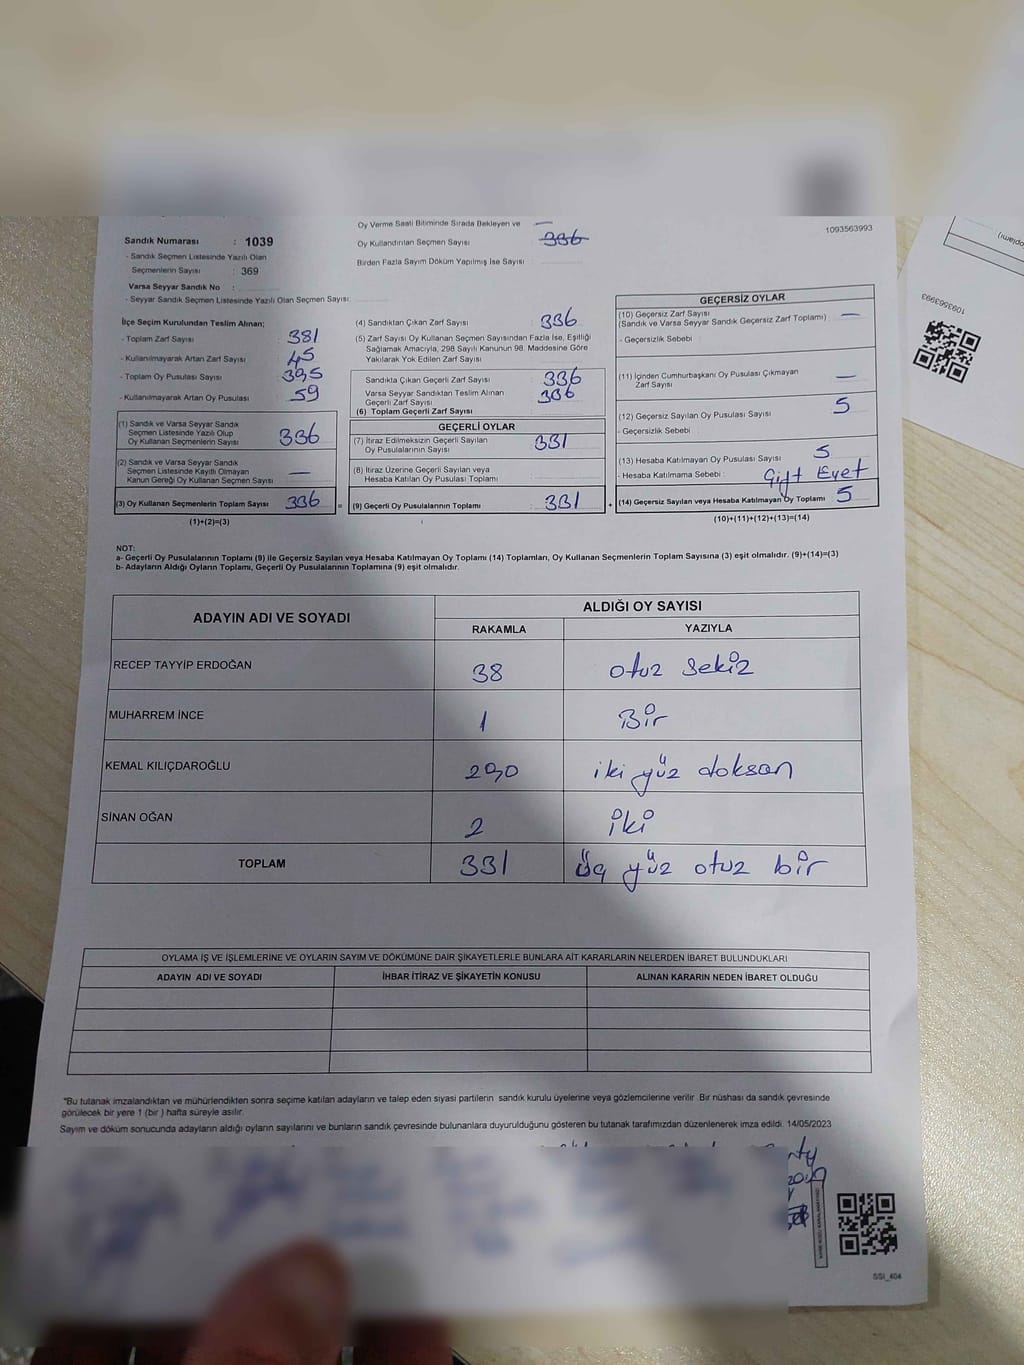 Oy Verme Saati Bitiminde Sırada Bekleyen ve
Oy Kullandırılan Seçmen Sayısı : 336
Birden Fazla Sayım Döküm Yapılmış İse Sayısı :
1093563993
Sandık Numarası : 1039
- Sandık Seçmen Listesinde Yazılı Olan
Seçmenlerin Sayısı : 369
Varsa Seyyar Sandık No :
- Seyyar Sandık Seçmen Listesinde Yazılı Olan Seçmen Sayısı:
İlçe Seçim Kurulundan Teslim Alınan;
- Toplam Zarf Sayısı : 381
- Kullanılmayarak Artan Zarf Sayısı : 45
- Toplam Oy Pusulası Sayısı : 395
- Kullanılmayarak Artan Oy Pusulası : 59
(1) Sandık ve Varsa Seyyar Sandık
Seçmen Listesinde Yazılı Olup
Oy Kullanan Seçmenlerin Sayısı : 336
(2) Sandık ve Varsa Seyyar Sandık
Seçmen Listesinde Kayıtlı Olmayan
Kanun Gereği Oy Kullanan Seçmen Sayısı : —
(3) Oy Kullanan Seçmenlerin Toplam Sayısı : 336
(1)+(2)=(3)
(4) Sandıktan Çıkan Zarf Sayısı : 336
(5) Zarf Sayısı Oy Kullanan Seçmen Sayısından Fazla İse, Eşitliği
Sağlamak Amacıyla, 298 Sayılı Kanunun 98. Maddesine Göre
Yakılarak Yok Edilen Zarf Sayısı :
Sandıkta Çıkan Geçerli Zarf Sayısı : 336
Varsa Seyyar Sandıktan Teslim Alınan
Geçerli Zarf Sayısı : 336
(6) Toplam Geçerli Zarf Sayısı :
GEÇERLİ OYLAR
(7) İtiraz Edilmeksizin Geçerli Sayılan
Oy Pusulalarının Sayısı : 331
(8) İtiraz Üzerine Geçerli Sayılan veya
Hesaba Katılan Oy Pusulası Toplamı :
= (9) Geçerli Oy Pusulalarının Toplamı : 331 +
GEÇERSİZ OYLAR
(10) Geçersiz Zarf Sayısı
(Sandık ve Varsa Seyyar Sandık Geçersiz Zarf Toplamı) : —
- Geçersizlik Sebebi :
(11) İçinden Cumhurbaşkanı Oy Pusulası Çıkmayan
Zarf Sayısı : —
(12) Geçersiz Sayılan Oy Pusulası Sayısı : 5
- Geçersizlik Sebebi :
(13) Hesaba Katılmayan Oy Pusulası Sayısı : 5
- Hesaba Katılmama Sebebi : Çift Evet
(14) Geçersiz Sayılan veya Hesaba Katılmayan Oy Toplamı : 5
(10)+(11)+(12)+(13)=(14)
NOT:
a- Geçerli Oy Pusulalarının Toplamı (9) ile Geçersiz Sayılan veya Hesaba Katılmayan Oy Toplamı (14) Toplamları, Oy Kullanan Seçmenlerin Toplam Sayısına (3) eşit olmalıdır. (9)+(14)=(3)
b- Adayların Aldığı Oyların Toplamı, Geçerli Oy Pusulalarının Toplamına (9) eşit olmalıdır.
ADAYIN ADI VE SOYADI
ALDIĞI OY SAYISI
RAKAMLA YAZIYLA
RECEP TAYYİP ERDOĞAN 38 otuz sekiz
MUHARREM İNCE 1 Bir
KEMAL KILIÇDAROĞLU 290 iki yüz doksan
SİNAN OĞAN 2 iki
TOPLAM 331 üç yüz otuz bir
OYLAMA İŞ VE İŞLEMLERİNE VE OYLARIN SAYIM VE DÖKÜMÜNE DAİR ŞİKAYETLERLE BUNLARA AİT KARARLARIN NELERDEN İBARET BULUNDUKLARI
ADAYIN ADI VE SOYADI İHBAR İTİRAZ VE ŞİKAYETİN KONUSU ALINAN KARARIN NEDEN İBARET OLDUĞU
"Bu tutanak imzalandıktan ve mühürlendikten sonra seçime katılan adayların ve talep eden siyasi partilerin sandık kurulu üyelerine veya gözlemcilerine verilir. Bir nüshası da sandık çevresinde
görülecek bir yere 1 (bir) hafta süreyle asılır.
Sayım ve döküm sonucunda adayların aldığı oyların sayılarını ve bunların sandık çevresinde bulunanlara duyurulduğunu gösteren bu tutanak tarafımızdan düzenlenerek imza edildi. 14/05/2023
SSI_404
1093563993